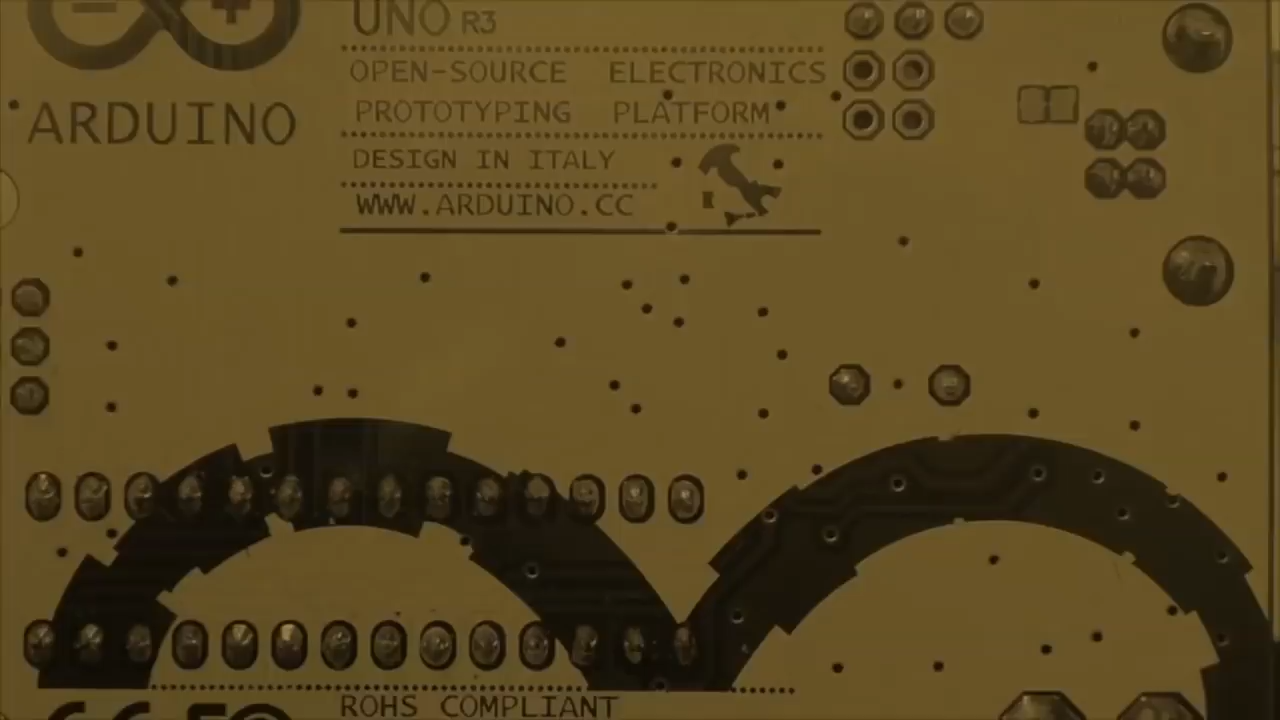 UNO R3
OPEN-SOURCE ELECTRONICS
PROTOTYPING PLATFORM
ARDUINO
DESIGN IN ITALY
WWW.ARDUINO.CC
ROHS COMPLIANT